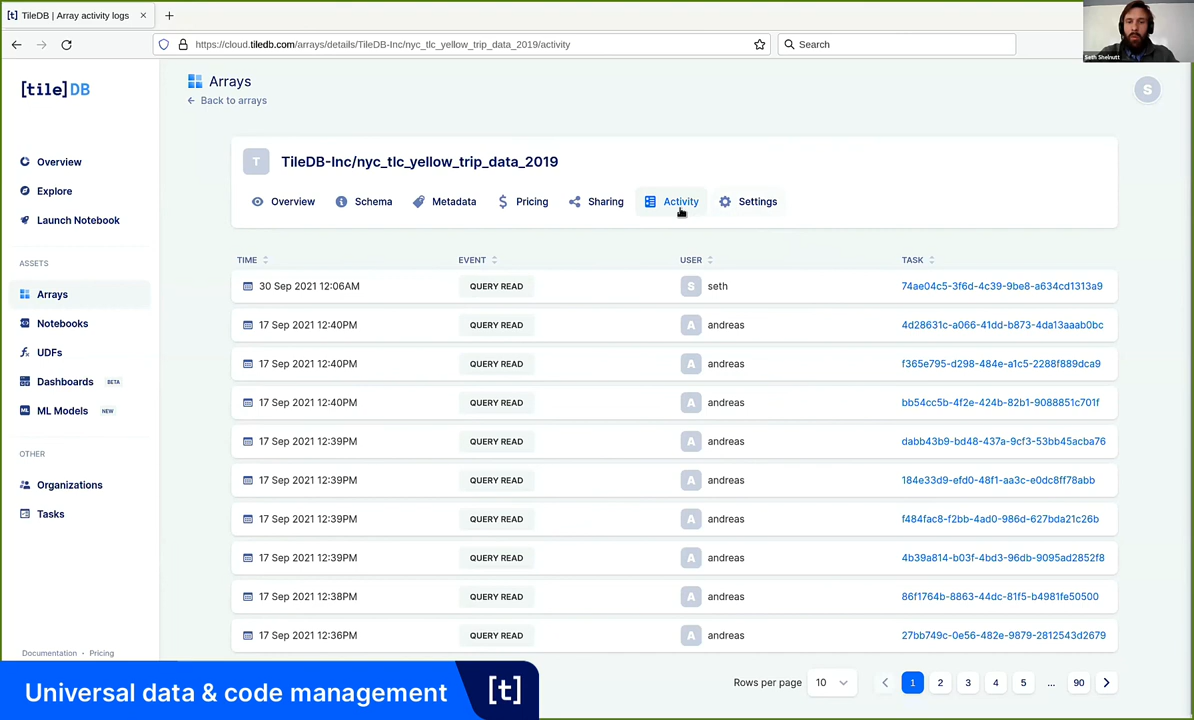 [t] TileDB | Array activity logs × +
https://cloud.tiledb.com/arrays/details/TileDB-Inc/nyc_tlc_yellow_trip_data_2019/activity
Search
Seth Shelnutt
[tile]DB
Arrays
Back to arrays
S
Overview
Explore
Launch Notebook
ASSETS
Arrays
Notebooks
UDFs
Dashboards BETA
ML Models NEW
OTHER
Organizations
Tasks
Documentation · Pricing
T TileDB-Inc/nyc_tlc_yellow_trip_data_2019
Overview Schema Metadata Pricing Sharing Activity Settings
TIME EVENT USER TASK
30 Sep 2021 12:06AM QUERY READ S seth 74ae04c5-3f6d-4c39-9be8-a634cd1313a9
17 Sep 2021 12:40PM QUERY READ A andreas 4d28631c-a066-41dd-b873-4da13aaab0bc
17 Sep 2021 12:40PM QUERY READ A andreas f365e795-d298-484e-a1c5-2288f889dca9
17 Sep 2021 12:40PM QUERY READ A andreas bb54cc5b-4f2e-424b-82b1-9088851c701f
17 Sep 2021 12:39PM QUERY READ A andreas dabb43b9-bd48-437a-9cf3-53bb45acba76
17 Sep 2021 12:39PM QUERY READ A andreas 184e33d9-efd0-48f1-aa3c-e0dc8ff78abb
17 Sep 2021 12:39PM QUERY READ A andreas f484fac8-f2bb-4ad0-986d-627bda21c26b
17 Sep 2021 12:39PM QUERY READ A andreas 4b39a814-b03f-4bd3-96db-9095ad2852f8
17 Sep 2021 12:38PM QUERY READ A andreas 86f1764b-8863-44dc-81f5-b4981fe50500
17 Sep 2021 12:36PM QUERY READ A andreas 27bb749c-0e56-482e-9879-2812543d2679
Rows per page 10 1 2 3 4 5 ... 90
Universal data & code management [t]